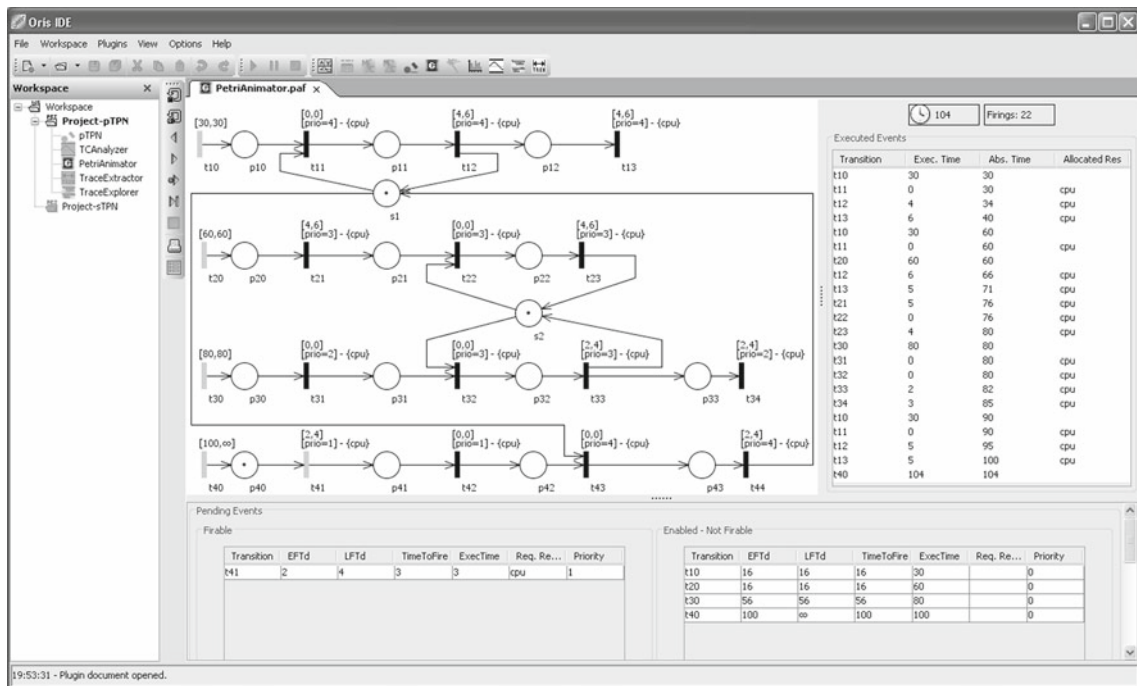 Oris IDE
File Workspace Plugins View Options Help
Workspace X
PetriAnimator.paf x
Workspace
Project-pTPN
pTPN
TCAnalyzer
PetriAnimator
TraceExtractor
TraceExplorer
Project-sTPN
[30,30] [0,0] [prio=4] - {cpu} [4,6] [prio=4] - {cpu} [4,6] [prio=4] - {cpu}
t10 p10 t11 p11 t12 p12 t13
s1
[60,60] [4,6] [prio=3] - {cpu} [0,0] [prio=3] - {cpu} [4,6] [prio=3] - {cpu}
t20 p20 t21 p21 t22 p22 t23
s2
[80,80] [0,0] [prio=2] - {cpu} [0,0] [prio=3] - {cpu} [2,4] [prio=3] - {cpu} [2,4] [prio=2] - {cpu}
t30 p30 t31 p31 t32 p32 t33 p33 t34
[100,∞] [2,4] [prio=1] - {cpu} [0,0] [prio=1] - {cpu} [0,0] [prio=4] - {cpu} [2,4] [prio=4] - {cpu}
t40 p40 t41 p41 t42 p42 t43 p43 t44
104 Firings: 22
Executed Events
Transition Exec. Time Abs. Time Allocated Res
t10 30 30
t11 0 30 cpu
t12 4 34 cpu
t13 6 40 cpu
t10 30 60
t11 0 60 cpu
t20 60 60
t12 6 66 cpu
t13 5 71 cpu
t21 5 76 cpu
t22 0 76 cpu
t23 4 80 cpu
t30 80 80
t31 0 80 cpu
t32 0 80 cpu
t33 2 82 cpu
t34 3 85 cpu
t10 30 90
t11 0 90 cpu
t12 5 95 cpu
t13 5 100 cpu
t40 104 104
Pending Events
Firable
Transition EFTd LFTd TimeToFire ExecTime Req. Re... Priority
t41 2 4 3 3 cpu 1
Enabled - Not Firable
Transition EFTd LFTd TimeToFire ExecTime Req. Re... Priority
t10 16 16 16 30 0
t20 16 16 16 60 0
t30 56 56 56 80 0
t40 100 ∞ 100 100 0
19:53:31 - Plugin document opened.